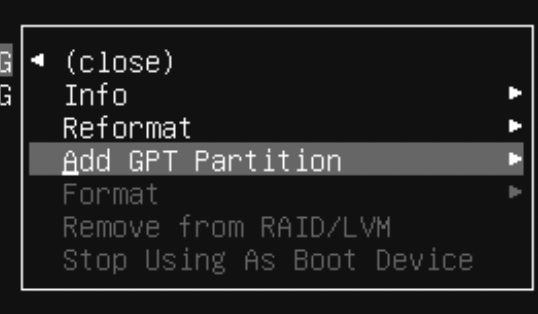 (close)
G Info
G Reformat
Add GPT Partition
Format
Remove from RAID/LVM
Stop Using As Boot Device